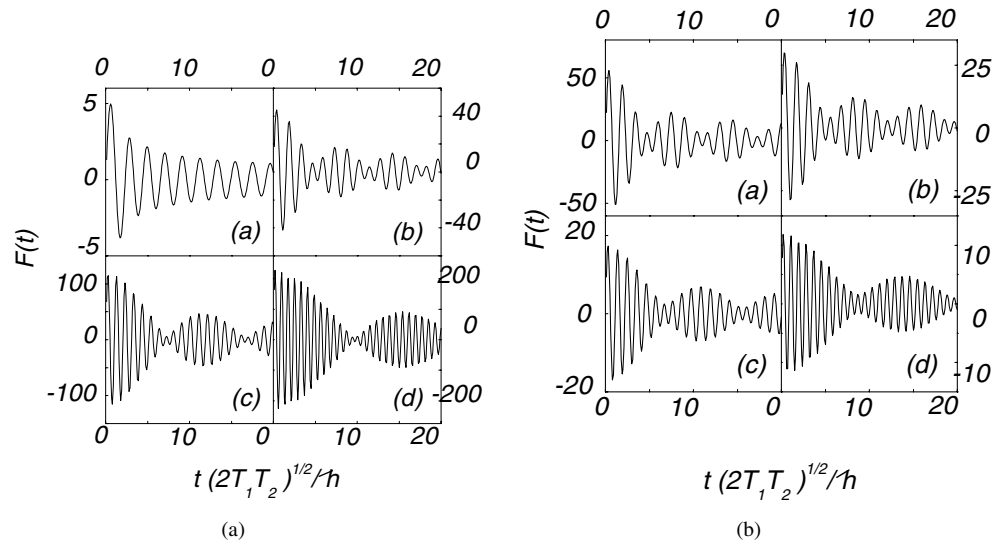 0 10 0 10 20
5 40
0 0
-5 -40
(a) (b)
F(t)
100 200
0 0
-100 -200
(c) (d)
0 10 0 10 20
t (2T₁T₂)^{1/2}/ħ
(a)
0 10 0 10 20
50 25
0 0
-50 -25
(a) (b)
F(t)
20 10
0 0
-20 -10
(c) (d)
0 10 0 10 20
t (2T₁T₂)^{1/2}/ħ
(b)